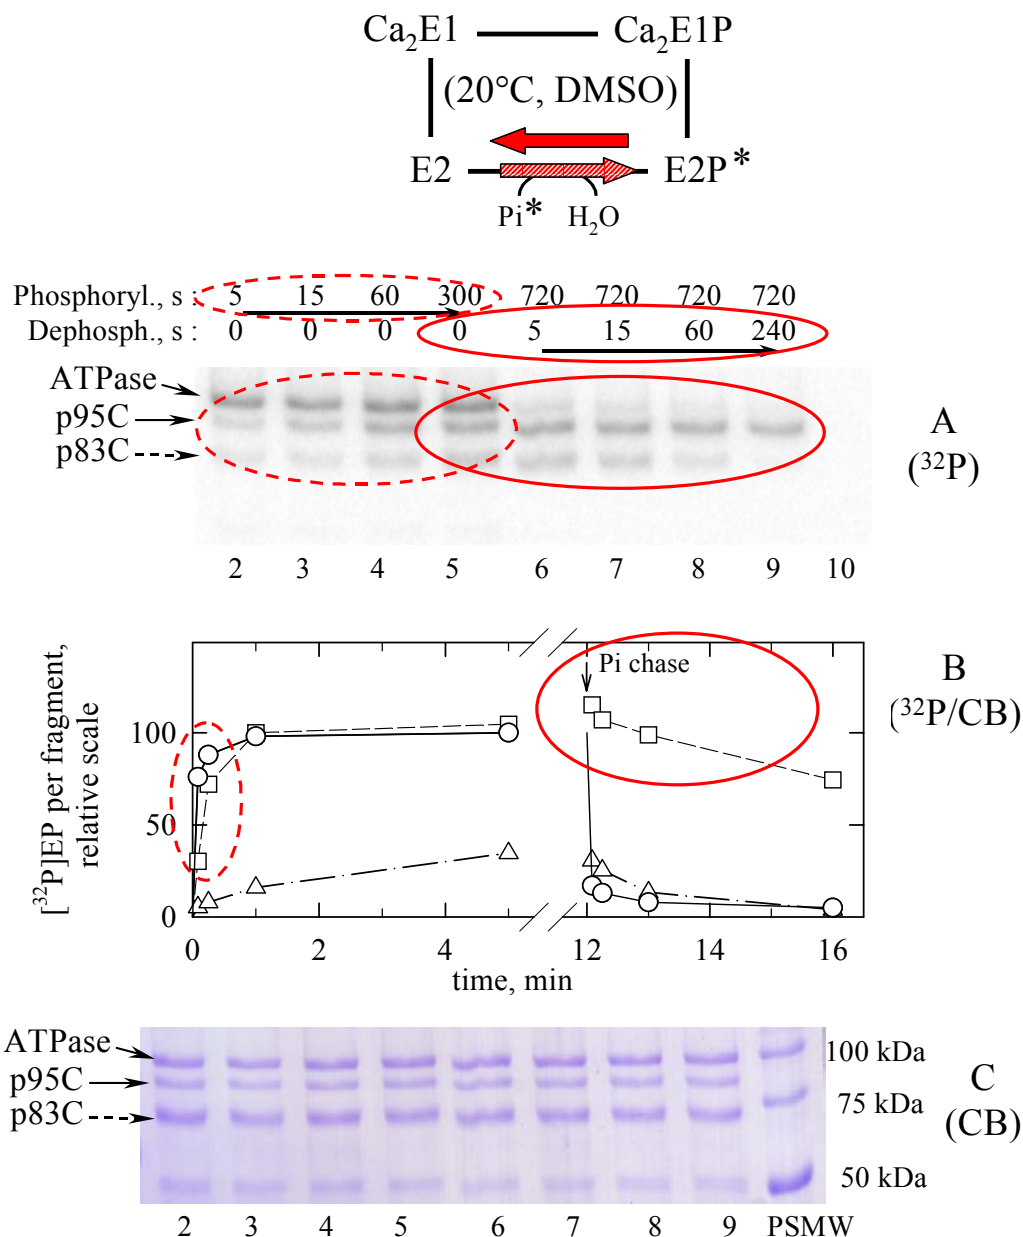 Ca₂E1 Ca₂E1P
(20°C, DMSO)
E2 E2P*
Pi* H₂O
Phosphoryl., s : 5 15 60 300 720 720 720 720
Dephosph., s : 0 0 0 0 5 15 60 240
ATPase
p95C
p83C
A
(³²P)
2 3 4 5 6 7 8 9 10
B
(³²P/CB)
Pi chase
[³²P]EP per fragment,
relative scale
100
50
0
0 2 4 12 14 16
time, min
ATPase
p95C
p83C
100 kDa
75 kDa
50 kDa
C
(CB)
2 3 4 5 6 7 8 9 PSMW